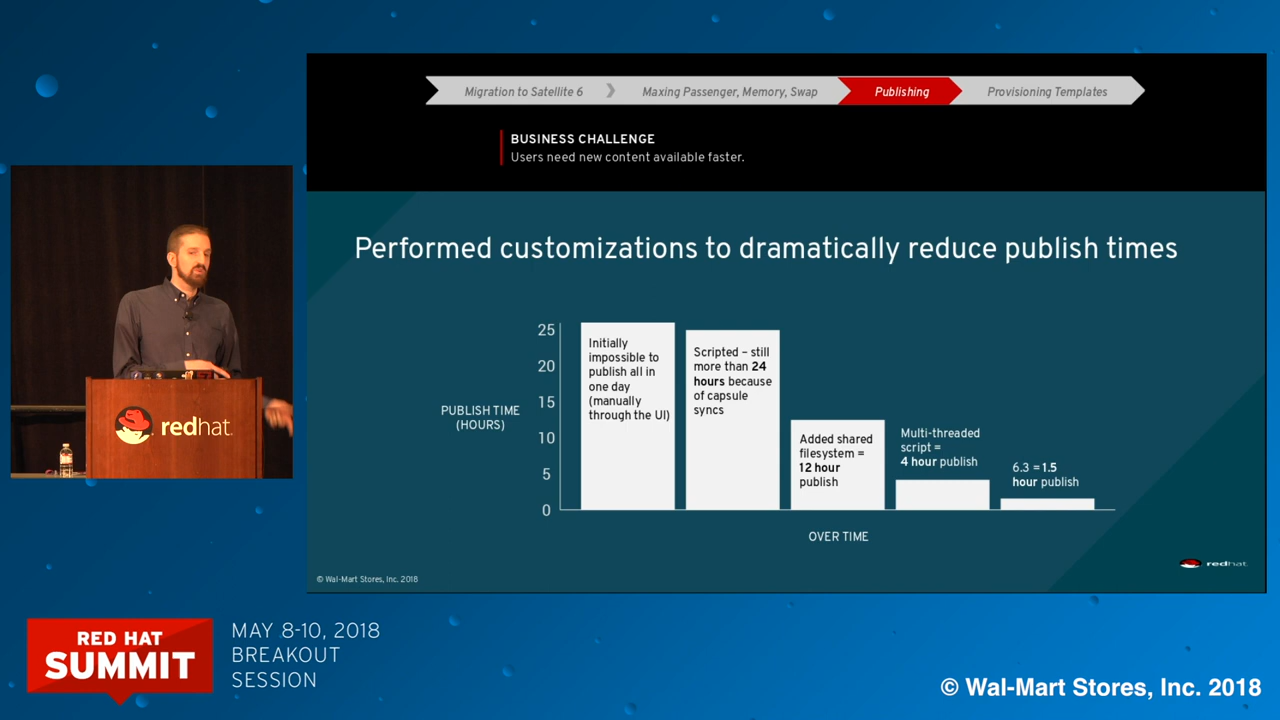 Migration to Satellite 6
Maxing Passenger, Memory, Swap
Publishing
Provisioning Templates
BUSINESS CHALLENGE
Users need new content available faster.
Performed customizations to dramatically reduce publish times
PUBLISH TIME
(HOURS)
25
20
15
10
5
0
Initially
impossible to
publish all in
one day
(manually
through the UI)
Scripted – still
more than 24
hours because
of capsule
syncs
Added shared
filesystem =
12 hour
publish
Multi-threaded
script =
4 hour publish
6.3 = 1.5
hour publish
OVER TIME
© Wal-Mart Stores, Inc. 2018
redhat.
redhat.
RED HAT
SUMMIT
MAY 8-10, 2018
BREAKOUT
SESSION
© Wal-Mart Stores, Inc. 2018